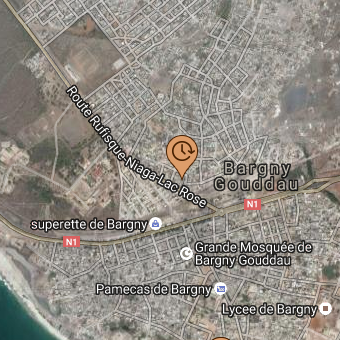 Route Rufisque-Niaga-Lac Rose
Bargny
Gouddau
N1
superette de Bargny
N1
Grande Mosquée de
Bargny Gouddau
Pamecas de Bargny
Lycee de Bargny